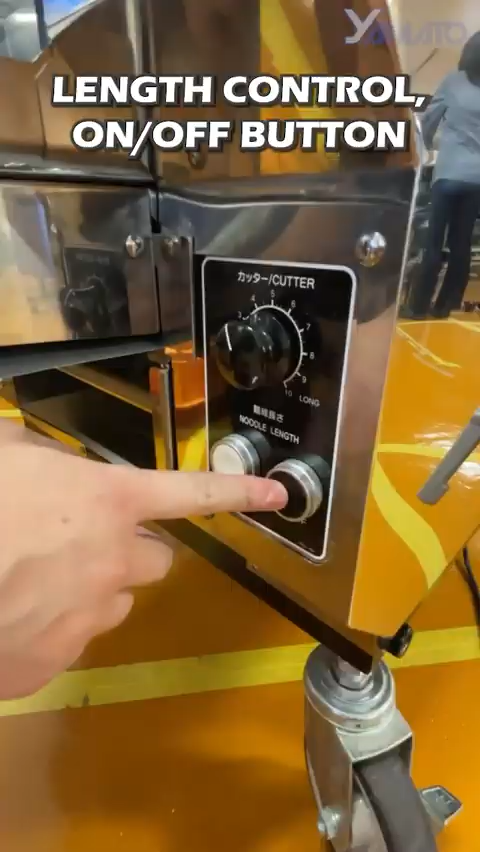 YAMATO
LENGTH CONTROL,
ON/OFF BUTTON
カッター/CUTTER
3 4 5 6 7 8 9 10 LONG
麺線長さ
NOODLE LENGTH